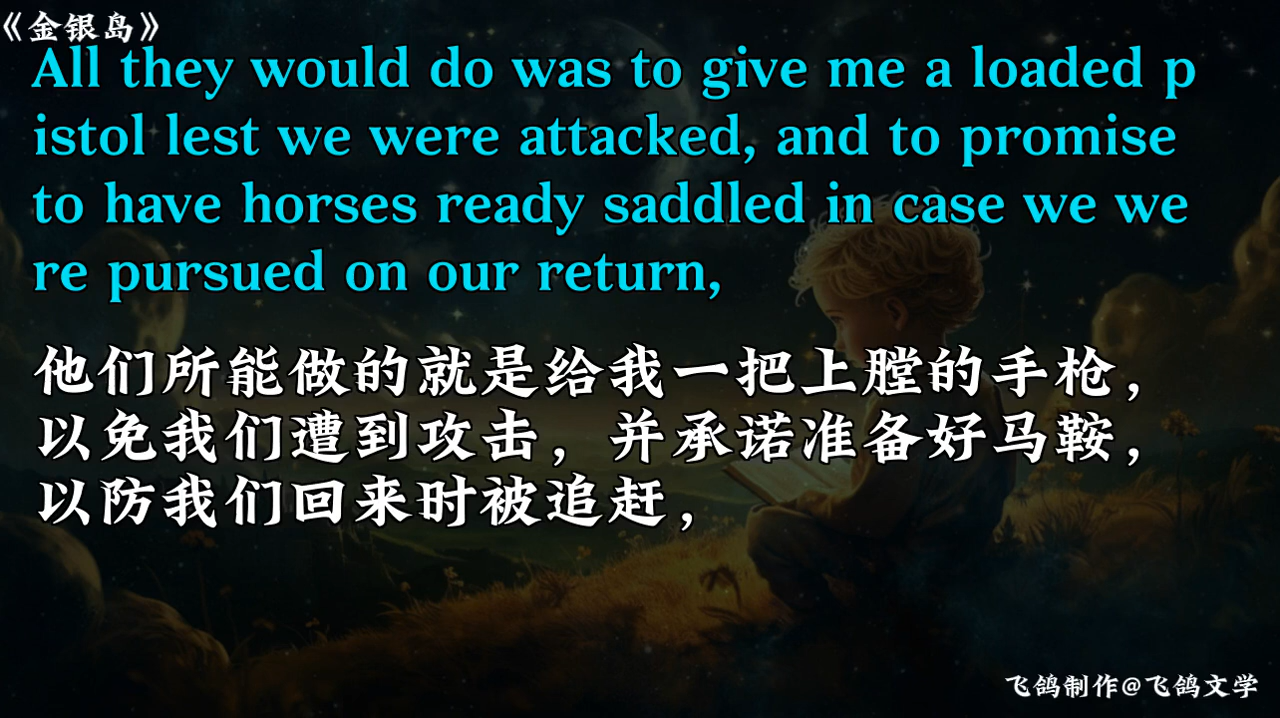 《金银岛》
All they would do was to give me a loaded p
istol lest we were attacked, and to promise
to have horses ready saddled in case we we
re pursued on our return,
他们所能做的就是给我一把上膛的手枪，
以免我们遭到攻击，并承诺准备好马鞍，
以防我们回来时被追赶，
飞鸽制作@飞鸽文学